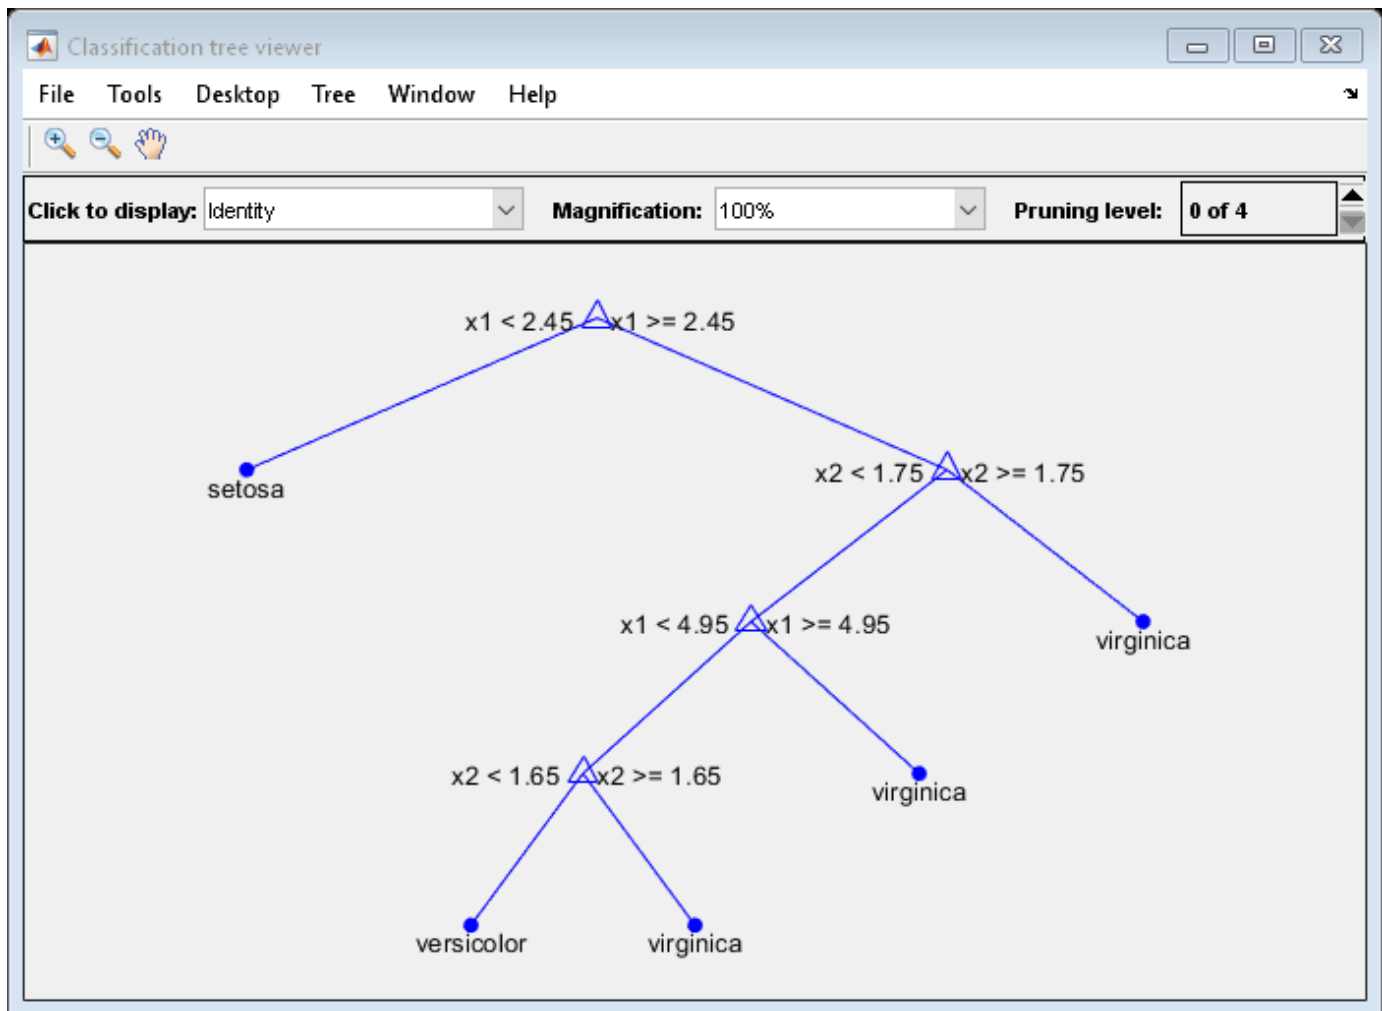 Classification tree viewer
File Tools Desktop Tree Window Help
Click to display: Identity Magnification: 100% Pruning level: 0 of 4
x1 < 2.45 x1 >= 2.45
setosa
x2 < 1.75 x2 >= 1.75
x1 < 4.95 x1 >= 4.95
virginica
x2 < 1.65 x2 >= 1.65
virginica
versicolor virginica